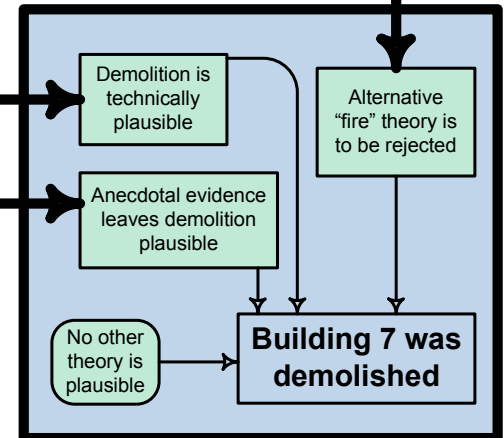 Demolition is
technically
plausible
Alternative
“fire” theory is
to be rejected
Anecdotal evidence
leaves demolition
plausible
No other
theory is
plausible
Building 7 was
demolished